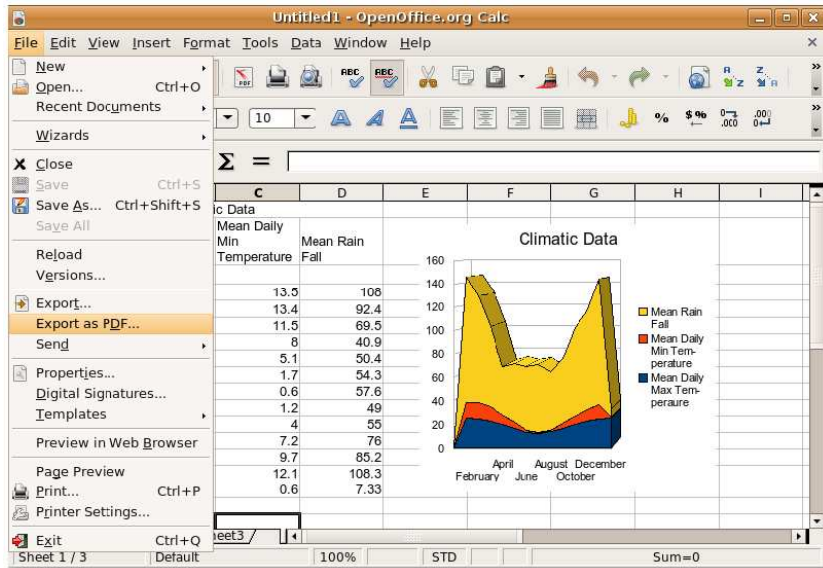 Untitled1 - OpenOffice.org Calc
File Edit View Insert Format Tools Data Window Help
New
Open... Ctrl+O
Recent Documents
Wizards
Close
Save Ctrl+S
Save As... Ctrl+Shift+S
Save All
Reload
Versions...
Export...
Export as PDF...
Send
Properties...
Digital Signatures...
Templates
Preview in Web Browser
Page Preview
Print... Ctrl+P
Printer Settings...
Exit Ctrl+Q
PDF ABC ABC
10 % $%
Σ =
C D E F G H I
ic Data
Mean Daily
Min Mean Rain
Temperature Fall
13.5 108
13.4 92.4
11.5 69.5
8 40.9
5.1 50.4
1.7 54.3
0.6 57.6
1.2 49
4 55
7.2 76
9.7 85.2
12.1 108.3
0.6 7.33
Climatic Data
160
140
120
100
80
60
40
20
0
April August December
February June October
Mean Rain
Fall
Mean Daily
Min Tem-
perature
Mean Daily
Max Tem-
peraure
heet3
Sheet 1 / 3 Default 100% STD Sum=0